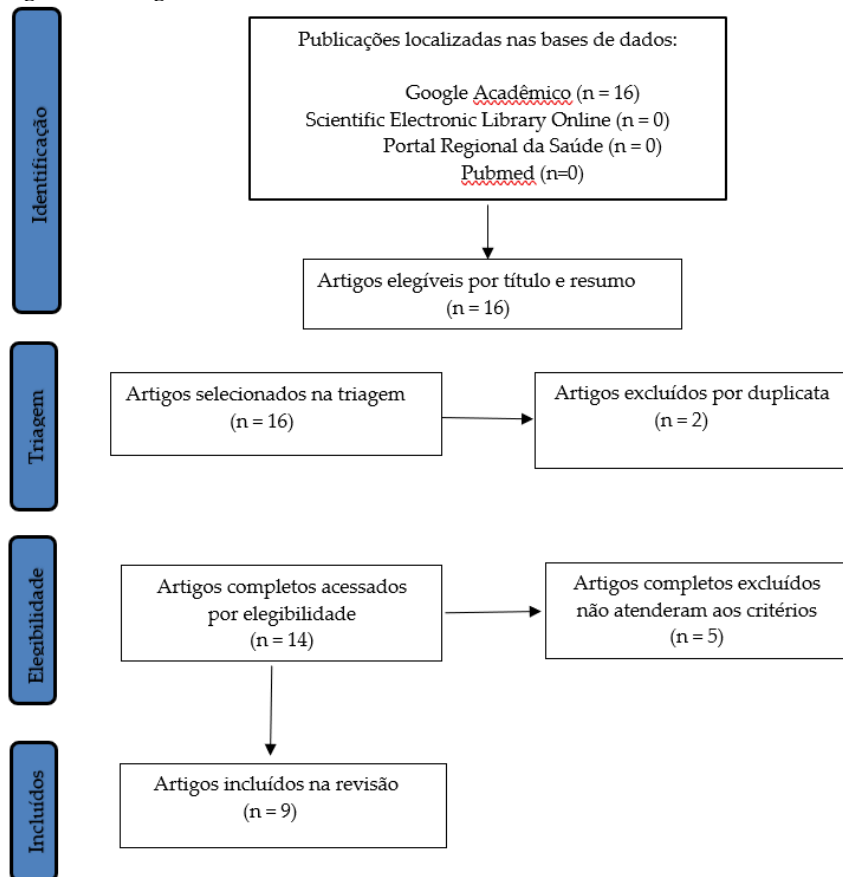 Identificação
Publicações localizadas nas bases de dados:
Google Acadêmico (n = 16)
Scientific Electronic Library Online (n = 0)
Portal Regional da Saúde (n = 0)
Pubmed (n=0)
Artigos elegíveis por título e resumo
(n = 16)
Triagem
Artigos selecionados na triagem
(n = 16)
Artigos excluídos por duplicata
(n = 2)
Elegibilidade
Artigos completos acessados
por elegibilidade
(n = 14)
Artigos completos excluídos
não atenderam aos critérios
(n = 5)
Incluídos
Artigos incluídos na revisão
(n = 9)